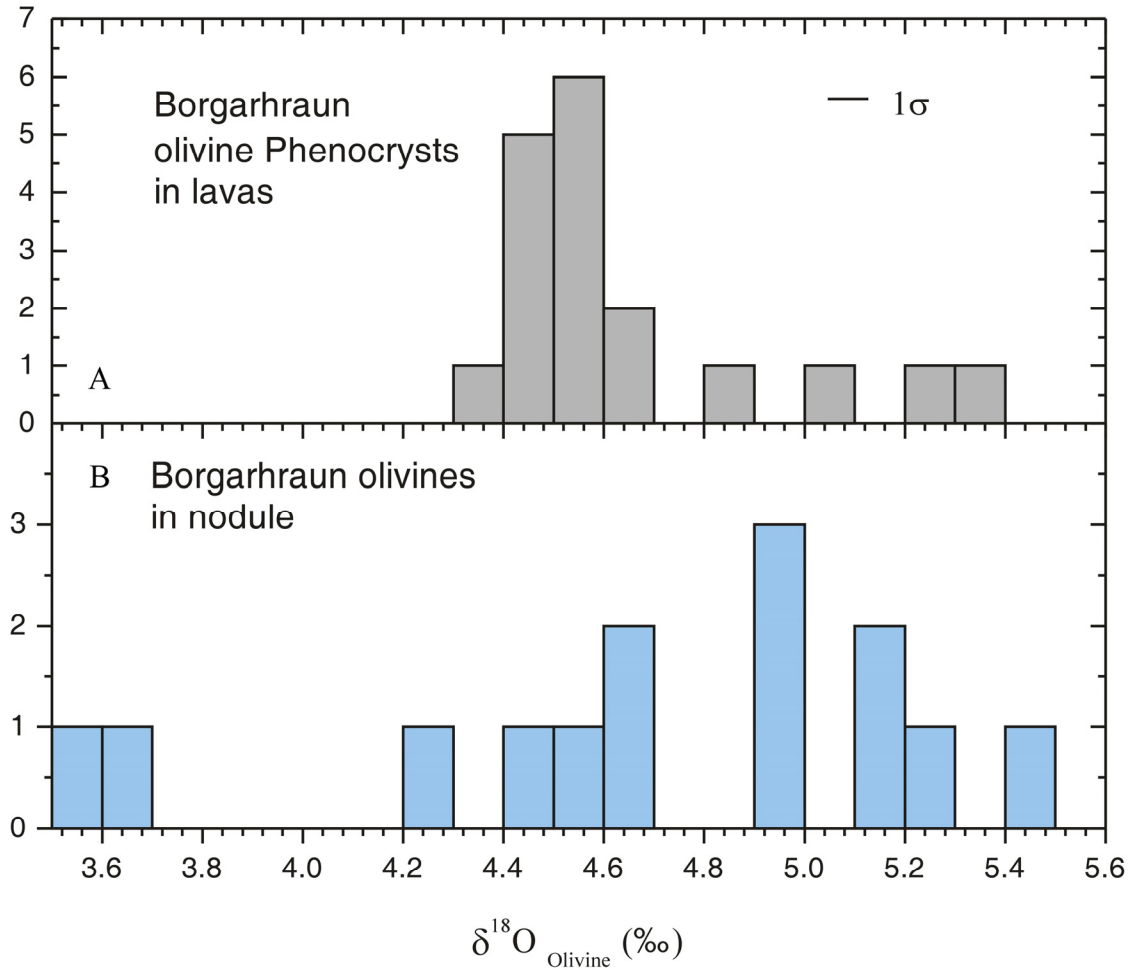 7
6
5
4
3
2
1
0
Borgarhraun
olivine Phenocrysts
in lavas
1σ
A
B Borgarhraun olivines
in nodule
3
2
1
0
3.6 3.8 4.0 4.2 4.4 4.6 4.8 5.0 5.2 5.4 5.6
δ¹⁸O Olivine (‰)